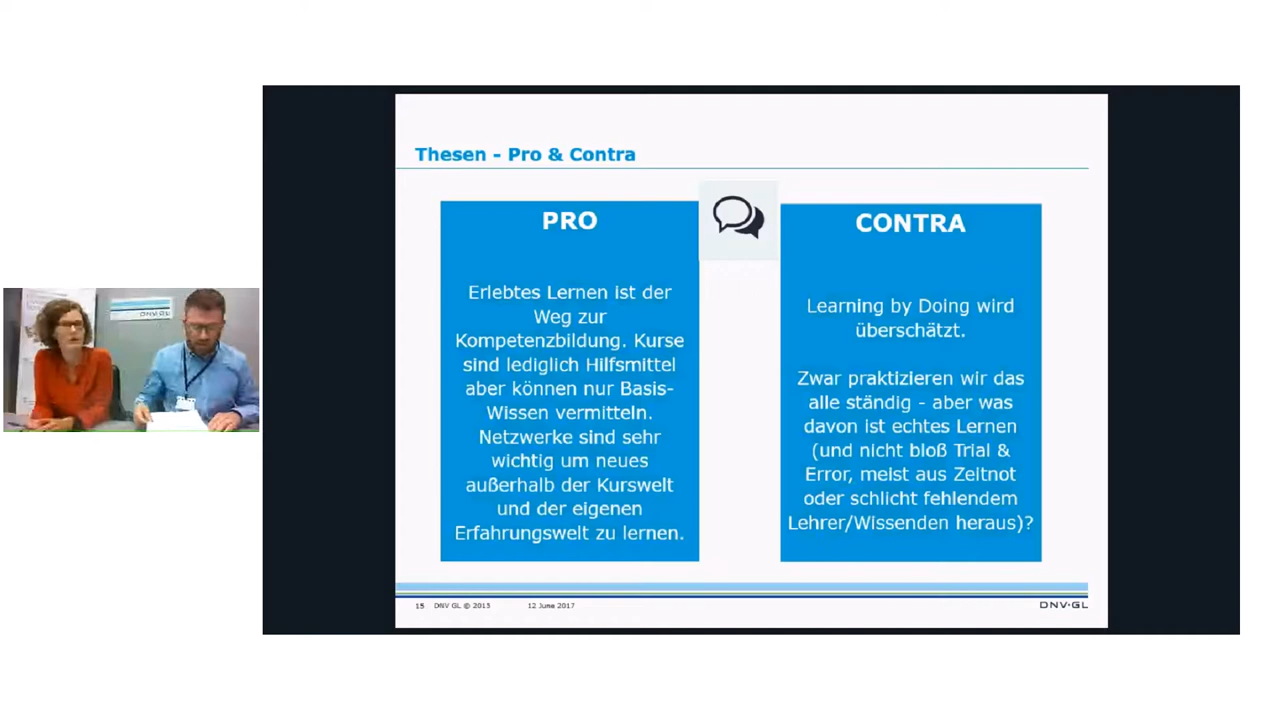 Thesen - Pro & Contra
PRO
Erlebtes Lernen ist der
Weg zur
Kompetenzbildung. Kurse
sind lediglich Hilfsmittel
aber können nur Basis-
Wissen vermitteln.
Netzwerke sind sehr
wichtig um neues
außerhalb der Kurswelt
und der eigenen
Erfahrungswelt zu lernen.
CONTRA
Learning by Doing wird
überschätzt.
Zwar praktizieren wir das
alle ständig - aber was
davon ist echtes Lernen
(und nicht bloß Trial &
Error, meist aus Zeitnot
oder schlicht fehlendem
Lehrer/Wissenden heraus)?
15 DNV GL © 2015 12 June 2017
DNV·GL
DNV·GL